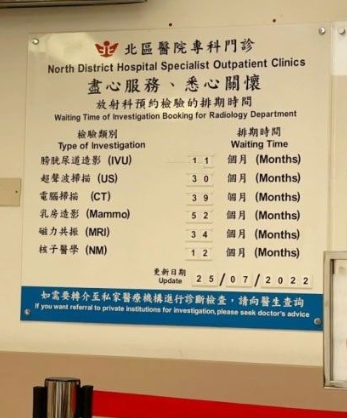 北區醫院專科門診
North District Hospital Specialist Outpatient Clinics
盡心服務、悉心關懷
放射科預約檢驗的排期時間
Waiting Time of Investigation Booking for Radiology Department
檢驗類別 排期時間
Type of Investigation Waiting Time
膀胱尿道造影 (IVU) 11 個月 (Months)
超聲波掃描 (US) 30 個月 (Months)
電腦掃描 (CT) 39 個月 (Months)
乳房造影 (Mammo) 52 個月 (Months)
磁力共振 (MRI) 34 個月 (Months)
核子醫學 (NM) 12 個月 (Months)
更新日期
Update 25/07/2022
如需要轉介至私家醫療機構進行診斷檢查，請向醫生查詢
If you want referral to private institutions for investigation, please seek doctor's advice